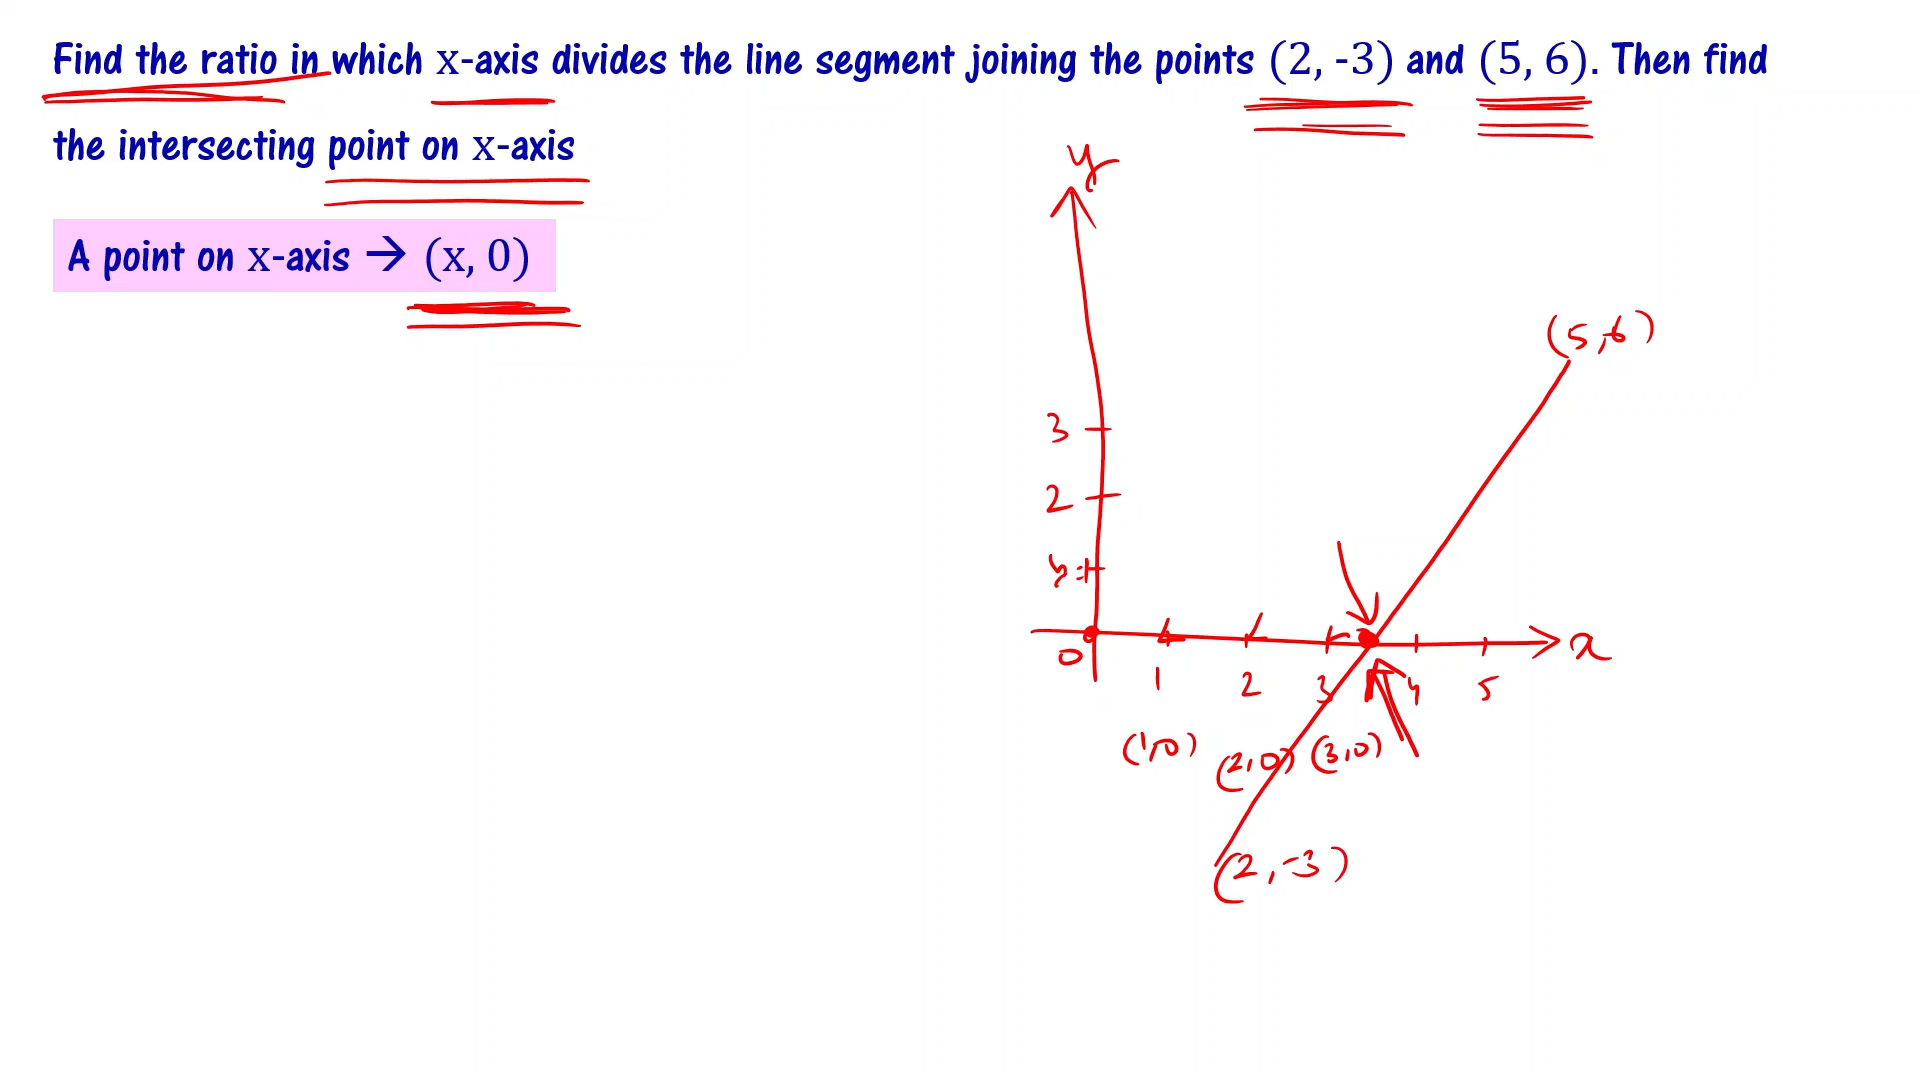 Find the ratio in which x-axis divides the line segment joining the points (2, -3) and (5, 6). Then find
the intersecting point on x-axis
A point on x-axis → (x, 0)
y
(5,6)
3
2
0
1
2
3
4
5
x
(1,0)
(2,0)
(3,0)
(2,-3)